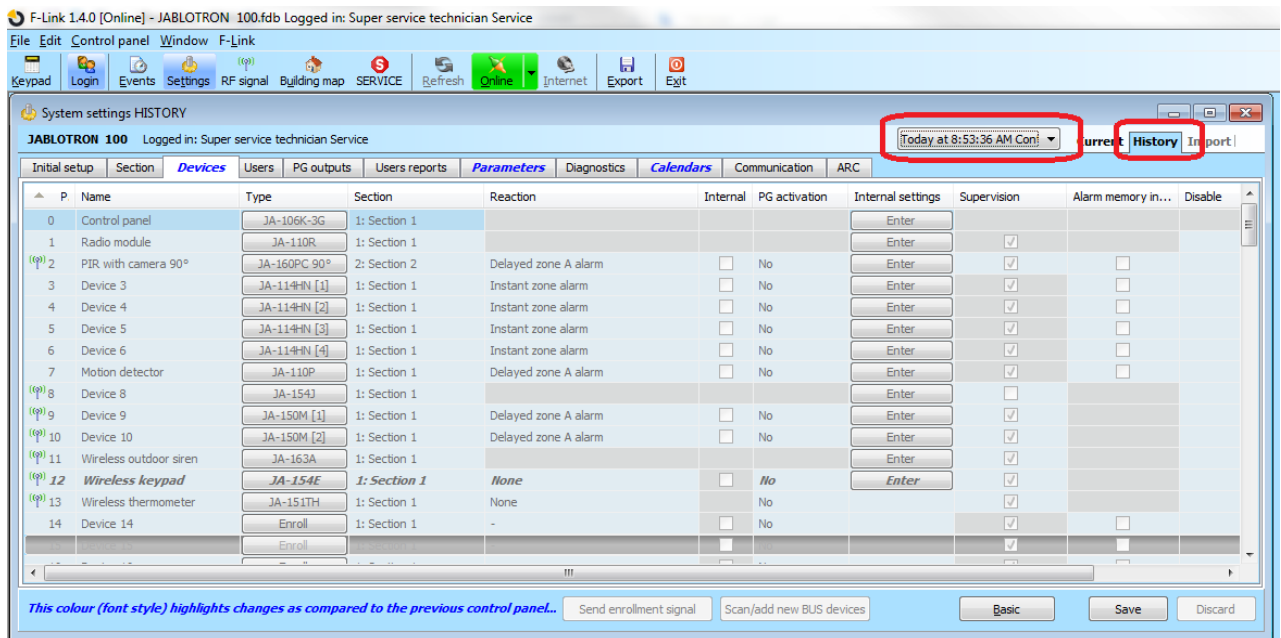 F-Link 1.4.0 [Online] - JABLOTRON 100.fdb Logged in: Super service technician Service
File Edit Control panel Window F-Link
Keypad Login Events Settings RF signal Building map SERVICE Refresh Online Internet Export Exit
System settings HISTORY
JABLOTRON 100 Logged in: Super service technician Service Today at 8:53:36 AM Current History Import
Initial setup Section Devices Users PG outputs Users reports Parameters Diagnostics Calendars Communication ARC
P Name Type Section Reaction Internal PG activation Internal settings Supervision Alarm memory in... Disable
0 Control panel JA-106K-3G 1: Section 1 Enter
1 Radio module JA-110R 1: Section 1 Enter
2 PIR with camera 90° JA-160PC 90° 2: Section 2 Delayed zone A alarm No Enter
3 Device 3 JA-114HN [1] 1: Section 1 Instant zone alarm No Enter
4 Device 4 JA-114HN [2] 1: Section 1 Instant zone alarm No Enter
5 Device 5 JA-114HN [3] 1: Section 1 Instant zone alarm No Enter
6 Device 6 JA-114HN [4] 1: Section 1 Instant zone alarm No Enter
7 Motion detector JA-110P 1: Section 1 Delayed zone A alarm No Enter
8 Device 8 JA-154J 1: Section 1 Enter
9 Device 9 JA-150M [1] 1: Section 1 Delayed zone A alarm No Enter
10 Device 10 JA-150M [2] 1: Section 1 Delayed zone A alarm No Enter
11 Wireless outdoor siren JA-163A 1: Section 1 Enter
12 Wireless keypad JA-154E 1: Section 1 None No Enter
13 Wireless thermometer JA-151TH 1: Section 1 None No
14 Device 14 Enroll 1: Section 1 - No
Enroll
This colour (font style) highlights changes as compared to the previous control panel... Send enrollment signal Scan/add new BUS devices Basic Save Discard